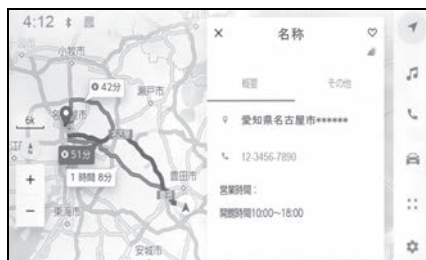 4:12
名称
小牧市
42分
瀬戸市
概要
その他
愛知県名古屋市******
6k
51分
12-3456-7890
1 時間 8分
豊田市
営業時間：
開館時間10:00～18:00
+
-
東海市
安城市